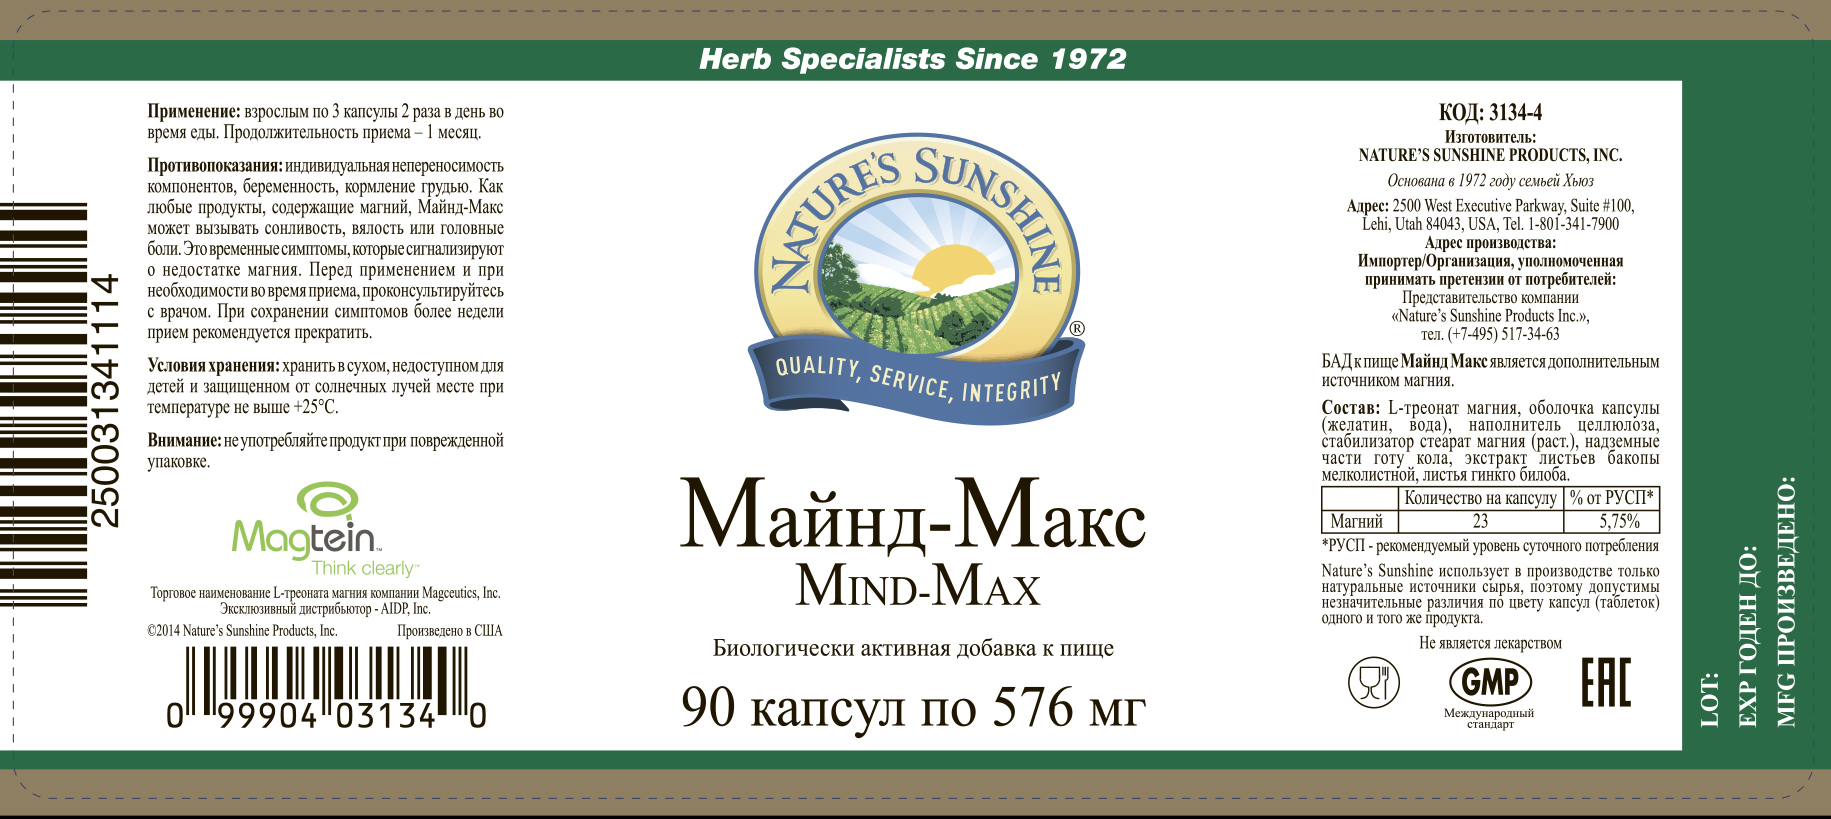 Herb Specialists Since 1972
250031341114
Применение: взрослым по 3 капсулы 2 раза в день во
время еды. Продолжительность приема – 1 месяц.
Противопоказания: индивидуальная непереносимость
компонентов, беременность, кормление грудью. Как
любые продукты, содержащие магний, Майнд-Макс
может вызывать сонливость, вялость или головные
боли. Это временные симптомы, которые сигнализируют
о недостатке магния. Перед применением и при
необходимости во время приема, проконсультируйтесь
с врачом. При сохранении симптомов более недели
прием рекомендуется прекратить.
Условия хранения: хранить в сухом, недоступном для
детей и защищенном от солнечных лучей месте при
температуре не выше +25°C.
Внимание: не употребляйте продукт при поврежденной
упаковке.
Magtein™
Think clearly™
Торговое наименование L-треоната магния компании Magceutics, Inc.
Эксклюзивный дистрибьютор - AIDP, Inc.
©2014 Nature’s Sunshine Products, Inc. Произведено в США
0 99904 03134 0
NATURE’S SUNSHINE
®
QUALITY, SERVICE, INTEGRITY
Майнд-Макс
MIND-MAX
Биологически активная добавка к пище
90 капсул по 576 мг
КОД: 3134-4
Изготовитель:
NATURE’S SUNSHINE PRODUCTS, INC.
Основана в 1972 году семьей Хьюз
Адрес: 2500 West Executive Parkway, Suite #100,
Lehi, Utah 84043, USA, Tel. 1-801-341-7900
Адрес производства:
Импортер/Организация, уполномоченная
принимать претензии от потребителей:
Представительство компании
«Nature’s Sunshine Products Inc.»,
тел. (+7-495) 517-34-63
БАД к пище Майнд Макс является дополнительным
источником магния.
Состав: L-треонат магния, оболочка капсулы
(желатин, вода), наполнитель целлюлоза,
стабилизатор стеарат магния (раст.), надземные
части готу кола, экстракт листьев бакопы
мелколистной, листья гинкго билоба.
Количество на капсулу % от РУСП*
Магний 23 5,75%
*РУСП - рекомендуемый уровень суточного потребления
Nature’s Sunshine использует в производстве только
натуральные источники сырья, поэтому допустимы
незначительные различия по цвету капсул (таблеток)
одного и того же продукта.
Не является лекарством
GMP
Международный
стандарт
EAC
LOT:
EXP ГОДЕН ДО:
MFG ПРОИЗВЕДЕНО: